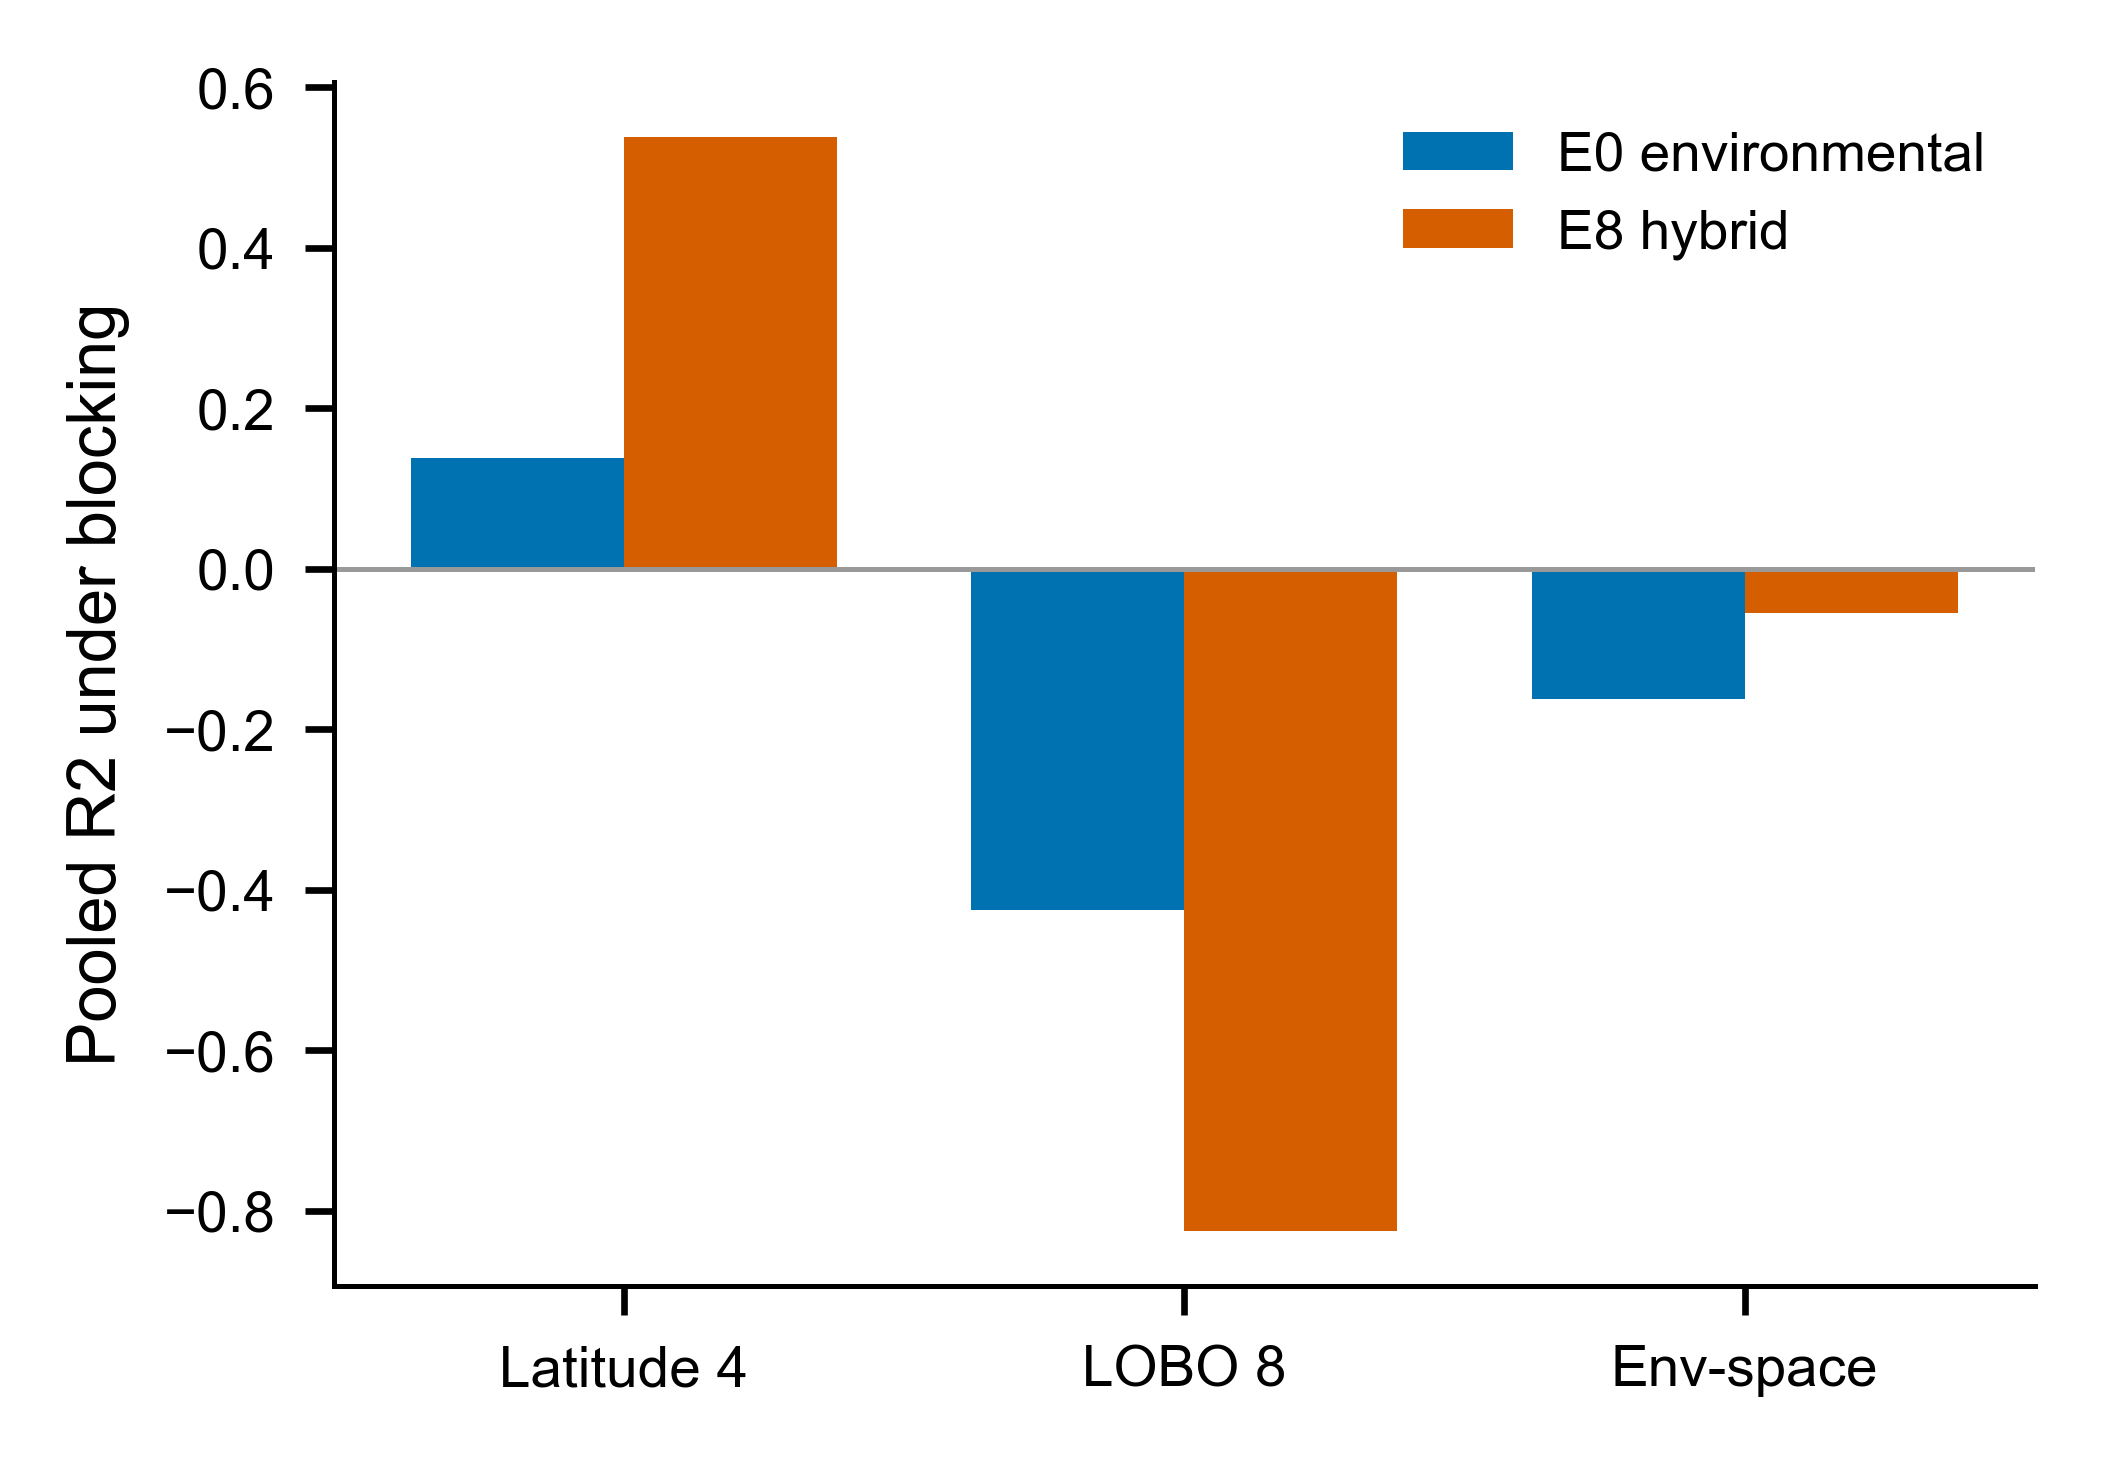 Pooled R2 under blocking
0.6
0.4
0.2
0.0
−0.2
−0.4
−0.6
−0.8
E0 environmental
E8 hybrid
Latitude 4
LOBO 8
Env-space